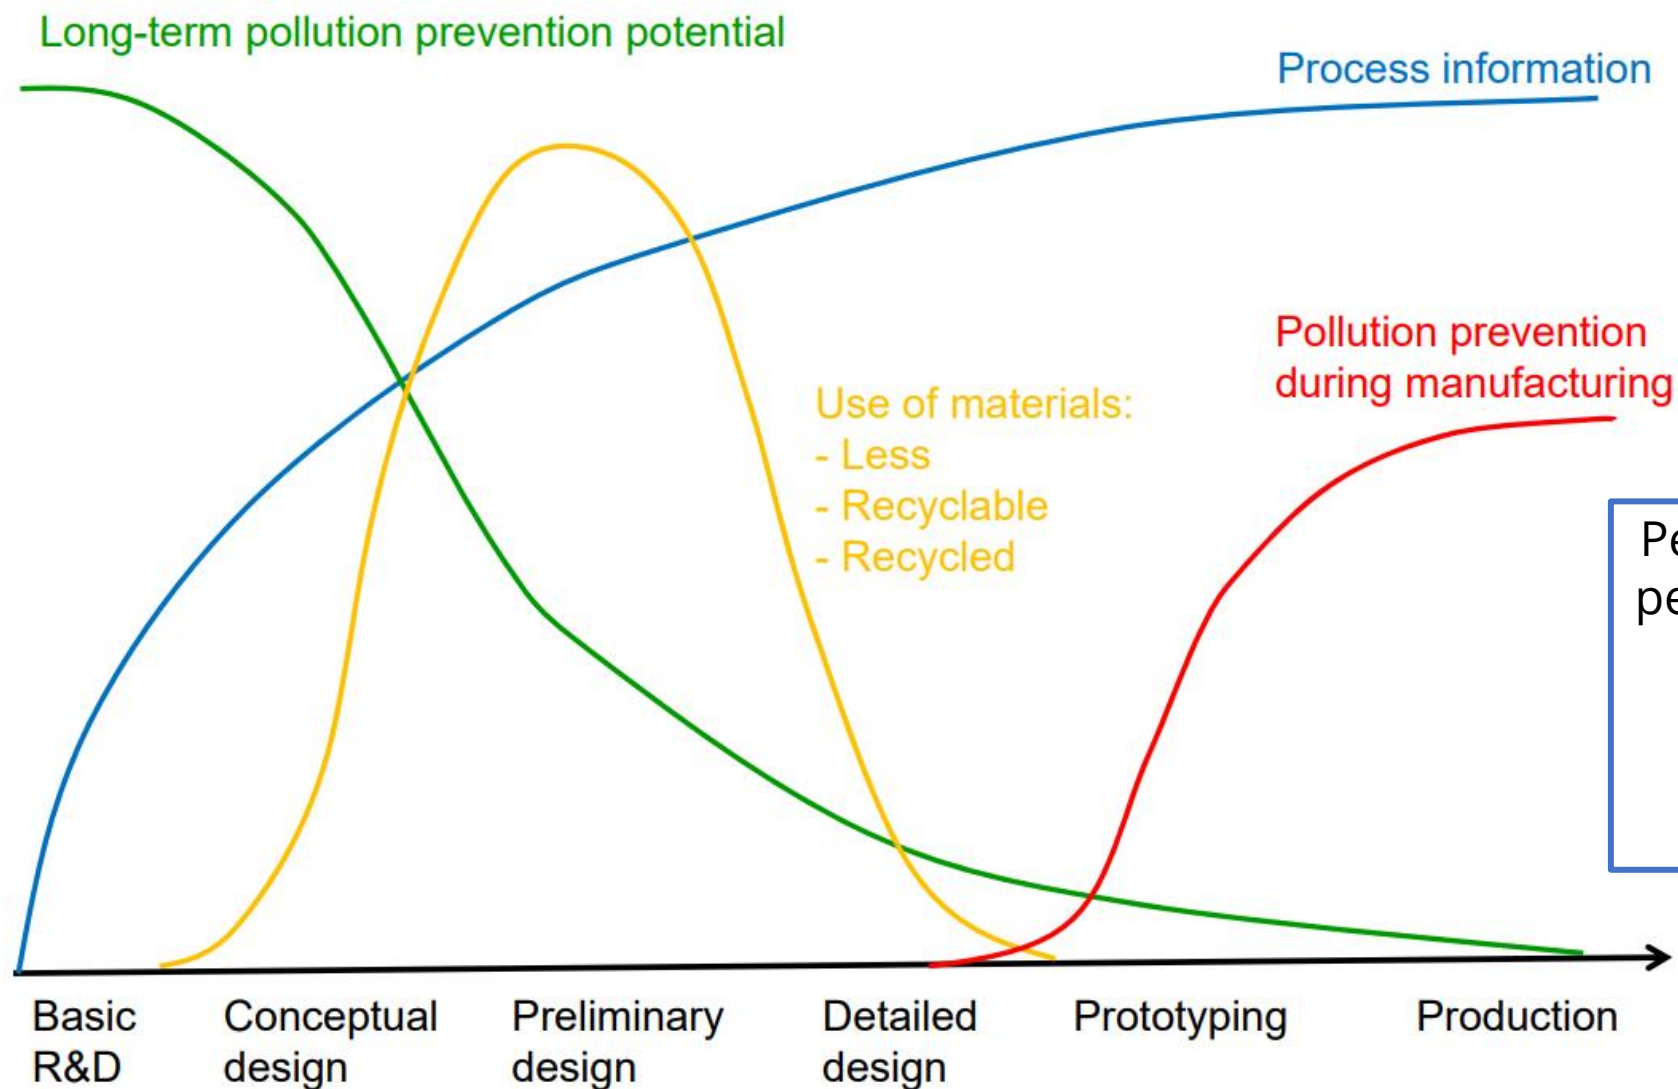 Long-term pollution prevention potential
Process information
Pollution prevention
during manufacturing
Use of materials:
- Less
- Recyclable
- Recycled
Basic
R&D
Conceptual
design
Preliminary
design
Detailed
design
Prototyping
Production